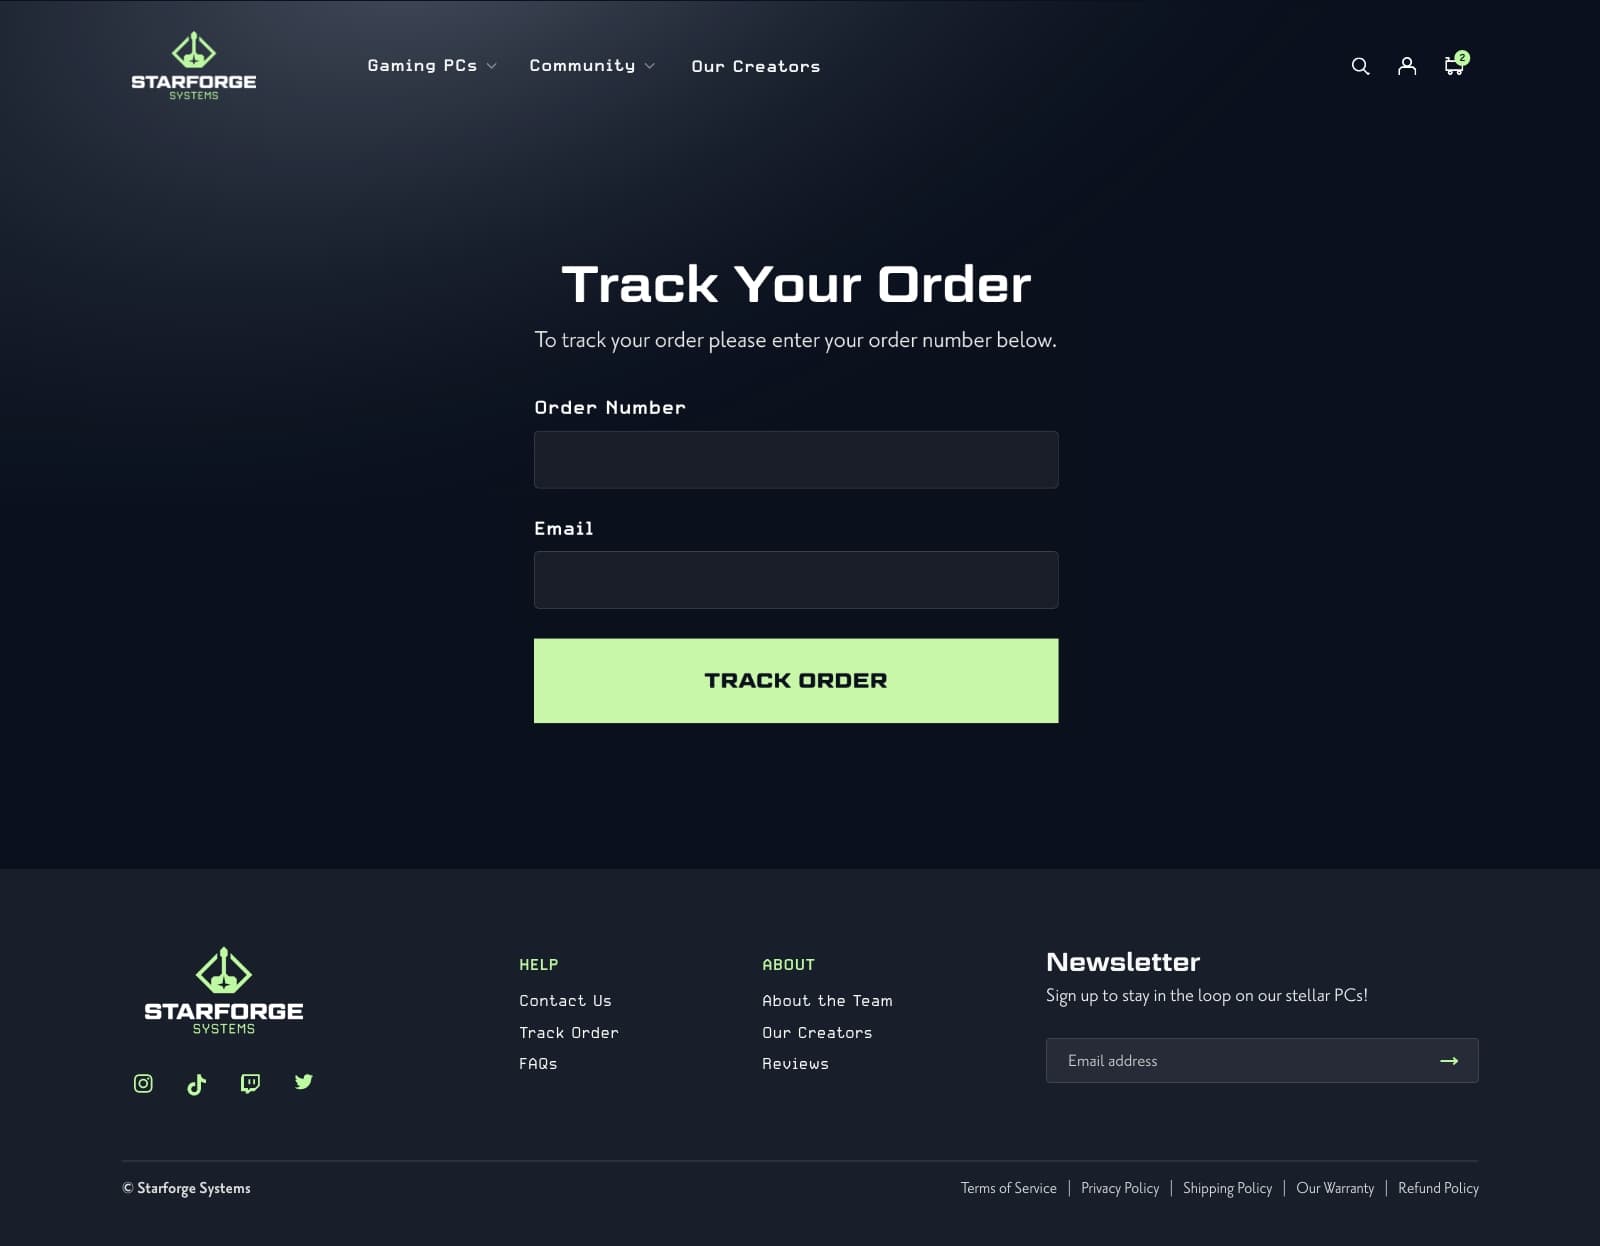 STARFORGE
SYSTEMS
Gaming PCs
Community
Our Creators
2
Track Your Order
To track your order please enter your order number below.
Order Number
Email
TRACK ORDER
STARFORGE
SYSTEMS
HELP
Contact Us
Track Order
FAQs
ABOUT
About the Team
Our Creators
Reviews
Newsletter
Sign up to stay in the loop on our stellar PCs!
Email address
© Starforge Systems
Terms of Service | Privacy Policy | Shipping Policy | Our Warranty | Refund Policy